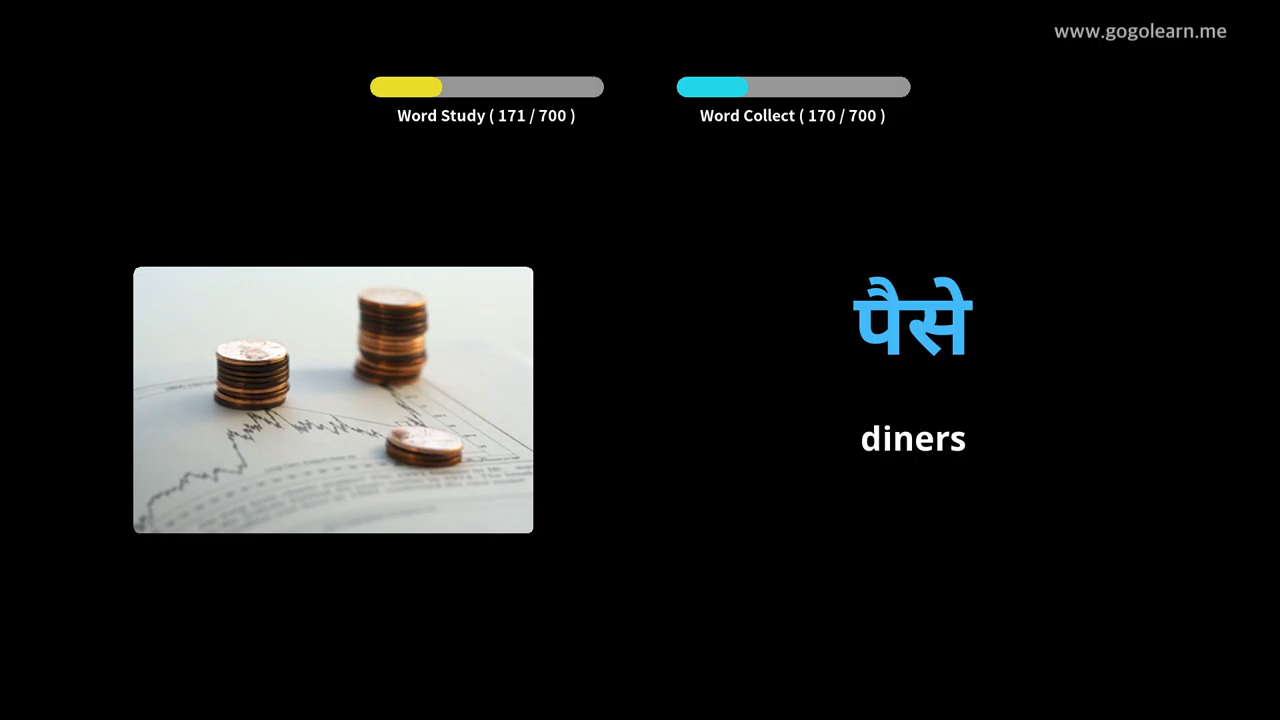 www.gogolearn.me
Word Study ( 171 / 700 )
Word Collect ( 170 / 700 )
पैसे
diners